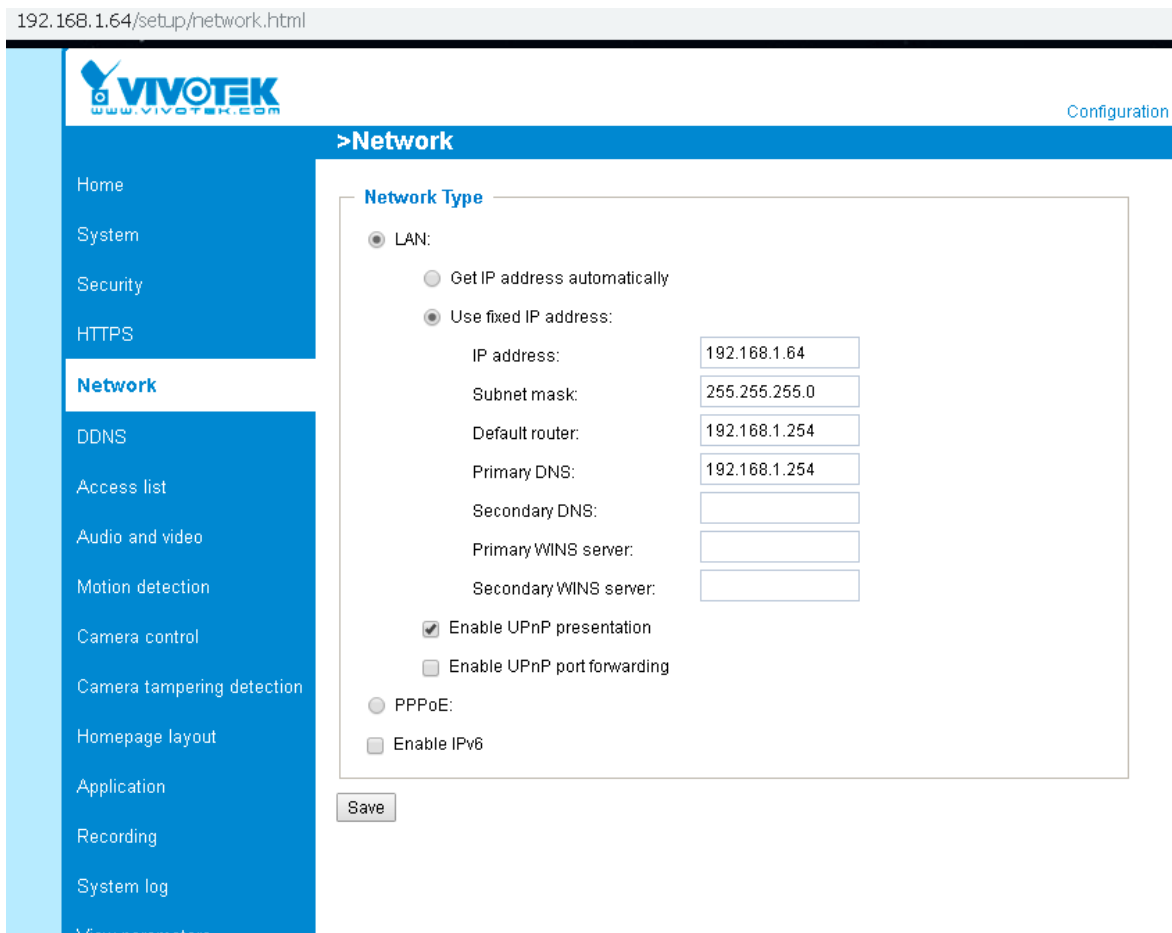 192.168.1.64/setup/network.html
VIVOTEK
www.vivotek.com
Configuration
>Network
Home
System
Security
HTTPS
Network
DDNS
Access list
Audio and video
Motion detection
Camera control
Camera tampering detection
Homepage layout
Application
Recording
System log
Network Type
LAN:
Get IP address automatically
Use fixed IP address:
IP address: 192.168.1.64
Subnet mask: 255.255.255.0
Default router: 192.168.1.254
Primary DNS: 192.168.1.254
Secondary DNS:
Primary WINS server:
Secondary WINS server:
Enable UPnP presentation
Enable UPnP port forwarding
PPPoE:
Enable IPv6
Save